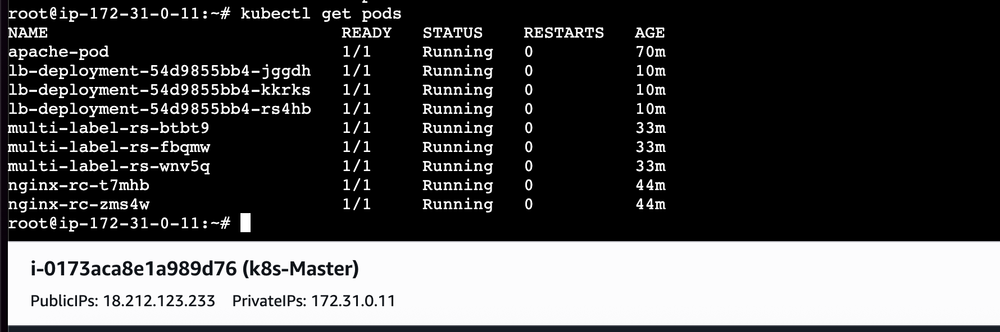 root@ip-172-31-0-11:~# kubectl get pods
NAME READY STATUS RESTARTS AGE
apache-pod 1/1 Running 0 70m
lb-deployment-54d9855bb4-jggdh 1/1 Running 0 10m
lb-deployment-54d9855bb4-kkrks 1/1 Running 0 10m
lb-deployment-54d9855bb4-rs4hb 1/1 Running 0 10m
multi-label-rs-btbt9 1/1 Running 0 33m
multi-label-rs-fbqmw 1/1 Running 0 33m
multi-label-rs-wnv5q 1/1 Running 0 33m
nginx-rc-t7mhb 1/1 Running 0 44m
nginx-rc-zms4w 1/1 Running 0 44m
root@ip-172-31-0-11:~#
i-0173aca8e1a989d76 (k8s-Master)
PublicIPs: 18.212.123.233 PrivateIPs: 172.31.0.11